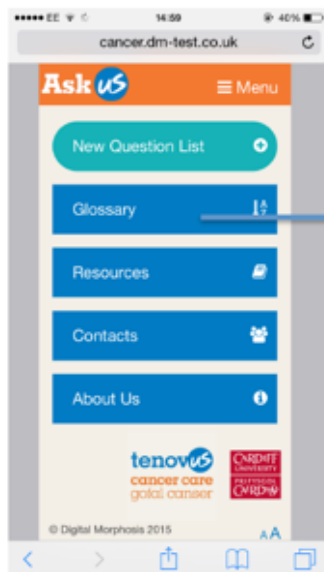 EE 14:59 40%
cancer.dm-test.co.uk
Ask us Menu
New Question List
Glossary
Resources
Contacts
About Us
tenovus
cancer care
gofal canser
CARDIFF
UNIVERSITY
PRIFYSGOL
CAERDYDD
© Digital Morphosis 2015 AA